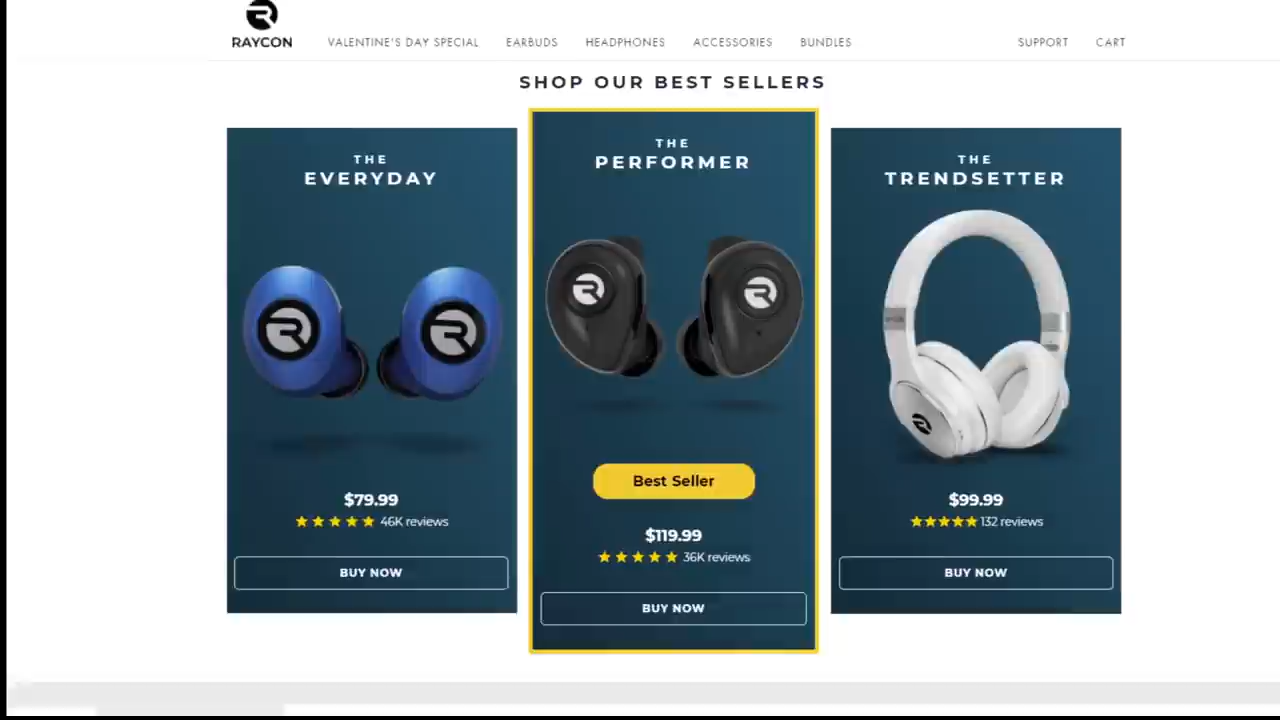 RAYCON
VALENTINE'S DAY SPECIAL EARBUDS HEADPHONES ACCESSORIES BUNDLES SUPPORT CART
SHOP OUR BEST SELLERS
THE
EVERYDAY
$79.99
46K reviews
BUY NOW
THE
PERFORMER
Best Seller
$119.99
36K reviews
BUY NOW
THE
TRENDSETTER
$99.99
132 reviews
BUY NOW